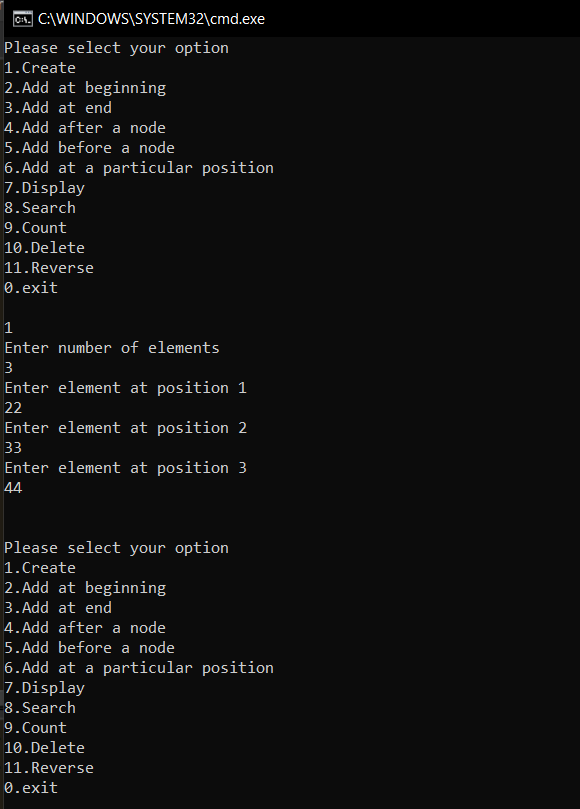 C:\WINDOWS\SYSTEM32\cmd.exe
Please select your option
1.Create
2.Add at beginning
3.Add at end
4.Add after a node
5.Add before a node
6.Add at a particular position
7.Display
8.Search
9.Count
10.Delete
11.Reverse
0.exit
1
Enter number of elements
3
Enter element at position 1
22
Enter element at position 2
33
Enter element at position 3
44
Please select your option
1.Create
2.Add at beginning
3.Add at end
4.Add after a node
5.Add before a node
6.Add at a particular position
7.Display
8.Search
9.Count
10.Delete
11.Reverse
0.exit